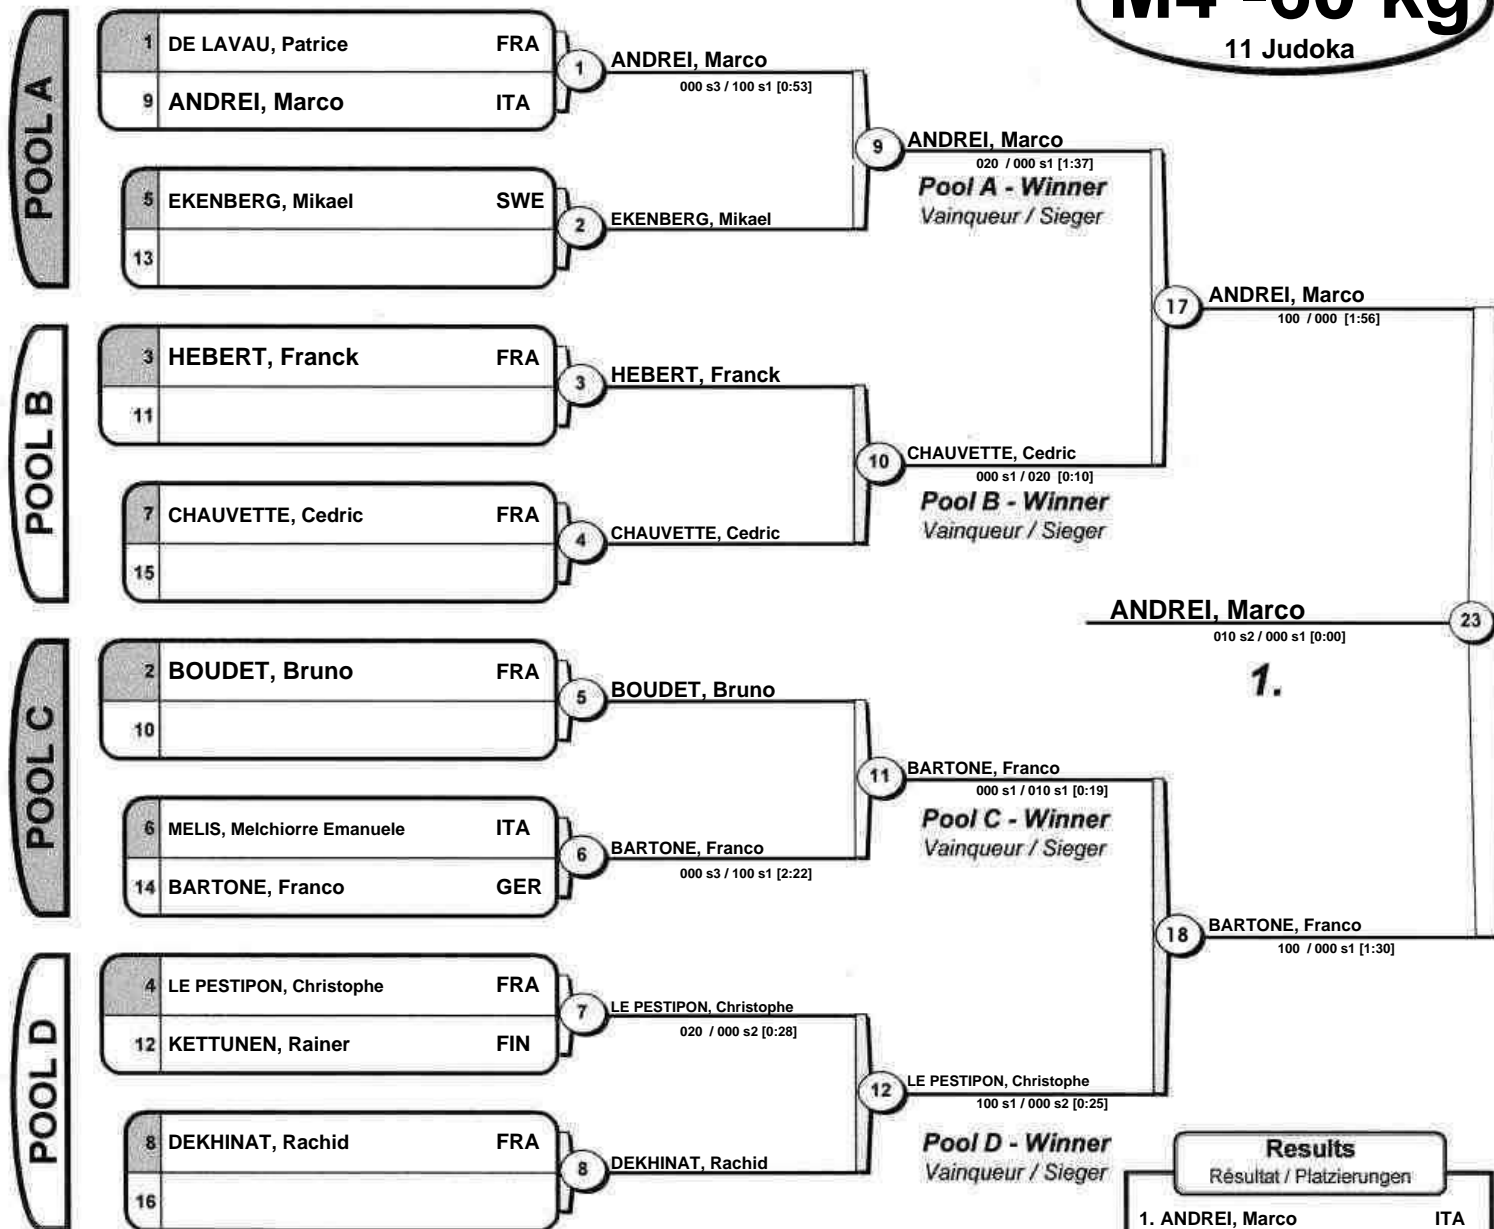 M4 -60 kg
11 Judoka
POOL A
1 DE LAVAU, Patrice FRA
9 ANDREI, Marco ITA
1 ANDREI, Marco
000 s3 / 100 s1 [0:53]
5 EKENBERG, Mikael SWE
13
2 EKENBERG, Mikael
9 ANDREI, Marco
020 / 000 s1 [1:37]
Pool A - Winner
Vainqueur / Sieger
POOL B
3 HEBERT, Franck FRA
11
3 HEBERT, Franck
7 CHAUVETTE, Cedric FRA
15
4 CHAUVETTE, Cedric
10 CHAUVETTE, Cedric
000 s1 / 020 [0:10]
Pool B - Winner
Vainqueur / Sieger
17 ANDREI, Marco
100 / 000 [1:56]
ANDREI, Marco 23
010 s2 / 000 s1 [0:00]
1.
POOL C
2 BOUDET, Bruno FRA
10
5 BOUDET, Bruno
6 MELIS, Melchiorre Emanuele ITA
14 BARTONE, Franco GER
6 BARTONE, Franco
000 s3 / 100 s1 [2:22]
11 BARTONE, Franco
000 s1 / 010 s1 [0:19]
Pool C - Winner
Vainqueur / Sieger
18 BARTONE, Franco
100 / 000 s1 [1:30]
POOL D
4 LE PESTIPON, Christophe FRA
12 KETTUNEN, Rainer FIN
7 LE PESTIPON, Christophe
020 / 000 s2 [0:28]
8 DEKHINAT, Rachid FRA
16
8 DEKHINAT, Rachid
12 LE PESTIPON, Christophe
100 s1 / 000 s2 [0:25]
Pool D - Winner
Vainqueur / Sieger
Results
Résultat / Platzierungen
1. ANDREI, Marco ITA